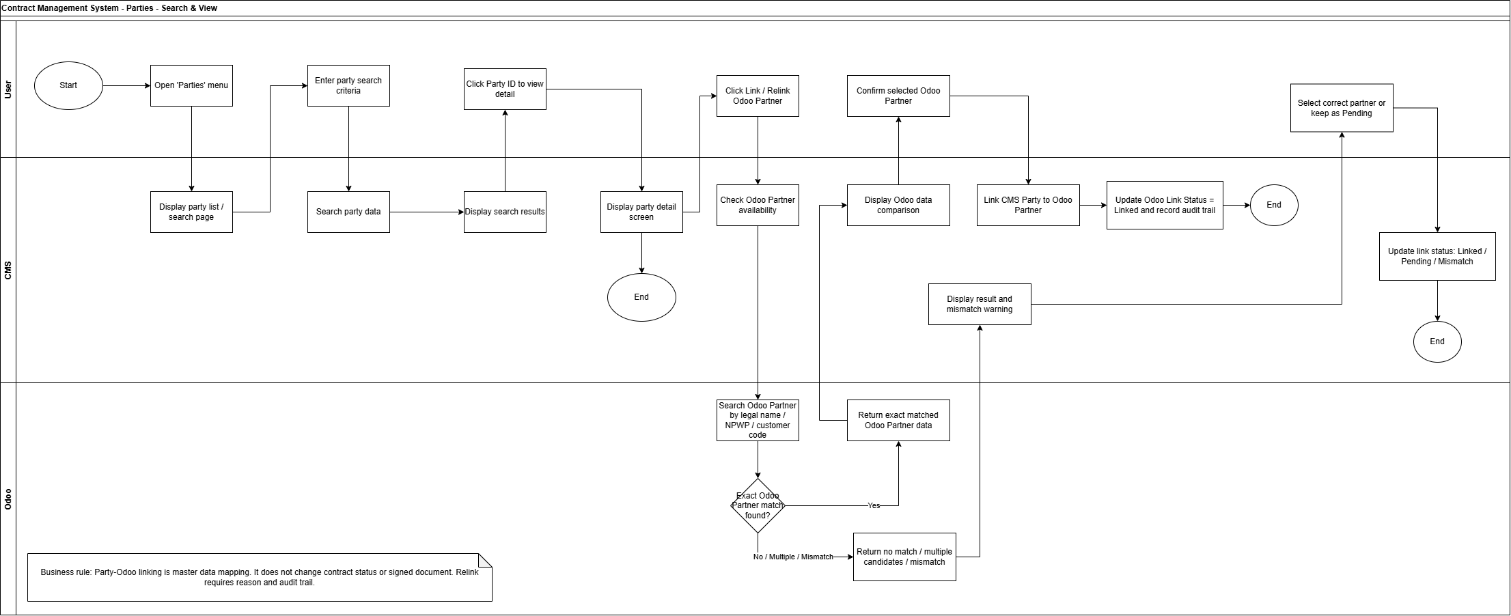 Contract Management System - Parties - Search & View
User
Start
Open 'Parties' menu
Enter party search
criteria
Click Party ID to view
detail
Click Link / Relink
Odoo Partner
Confirm selected Odoo
Partner
Select correct partner or
keep as Pending
CMS
Display party list /
search page
Search party data
Display search results
Display party detail
screen
Check Odoo Partner
availability
Display Odoo data
comparison
Link CMS Party to Odoo
Partner
Update Odoo Link Status =
Linked and record audit trail
End
Update link status: Linked /
Pending / Mismatch
End
Display result and
mismatch warning
End
Odoo
Search Odoo Partner
by legal name /
NPWP / customer
code
Return exact matched
Odoo Partner data
Exact Odoo
Partner match
found?
Yes
No / Multiple / Mismatch
Return no match / multiple
candidates / mismatch
Business rule: Party-Odoo linking is master data mapping. It does not change contract status or signed document. Relink
requires reason and audit trail.